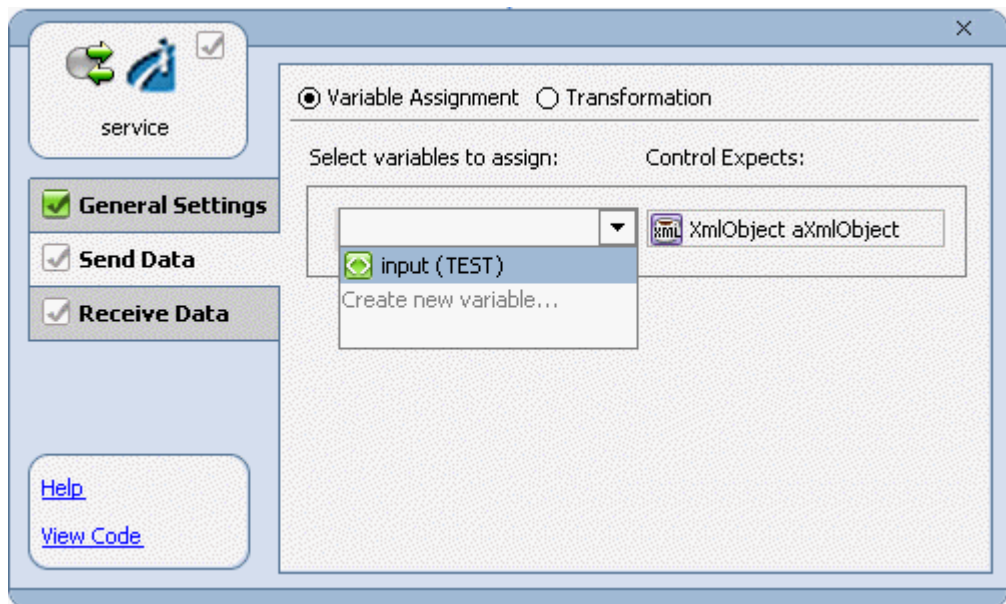 service
General Settings
Send Data
Receive Data
Help
View Code
Variable Assignment Transformation
Select variables to assign: Control Expects:
XML XmlObject aXmlObject
input (TEST)
Create new variable...